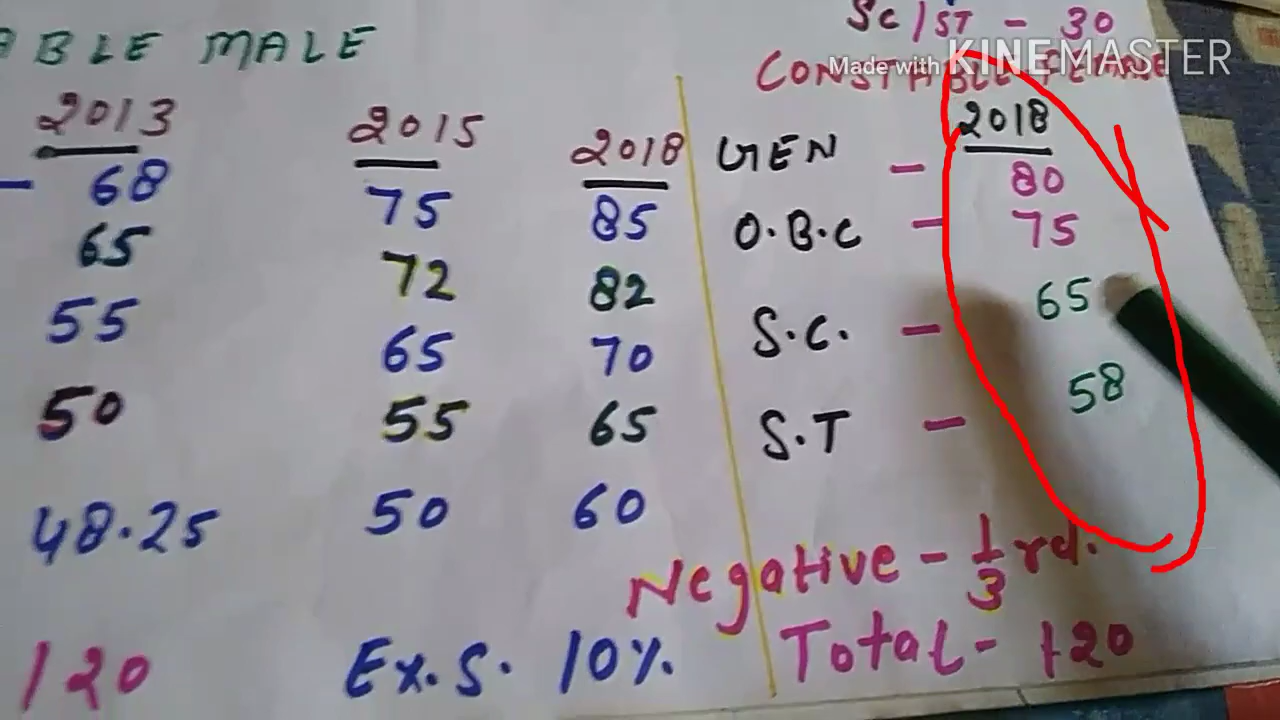 ABLE MALE
2013 2015 2018
- 68 75 85
65 72 82
55 65 70
50 55 65
48.25 50 60
120 Ex.S. 10%
SC/ST - 30
CONSTABLE FEMALE
Made with KINEMASTER
2018
GEN - 80
O.B.C - 75
S.C. - 65
S.T - 58
Negative - 1/3 rd.
Total - 120